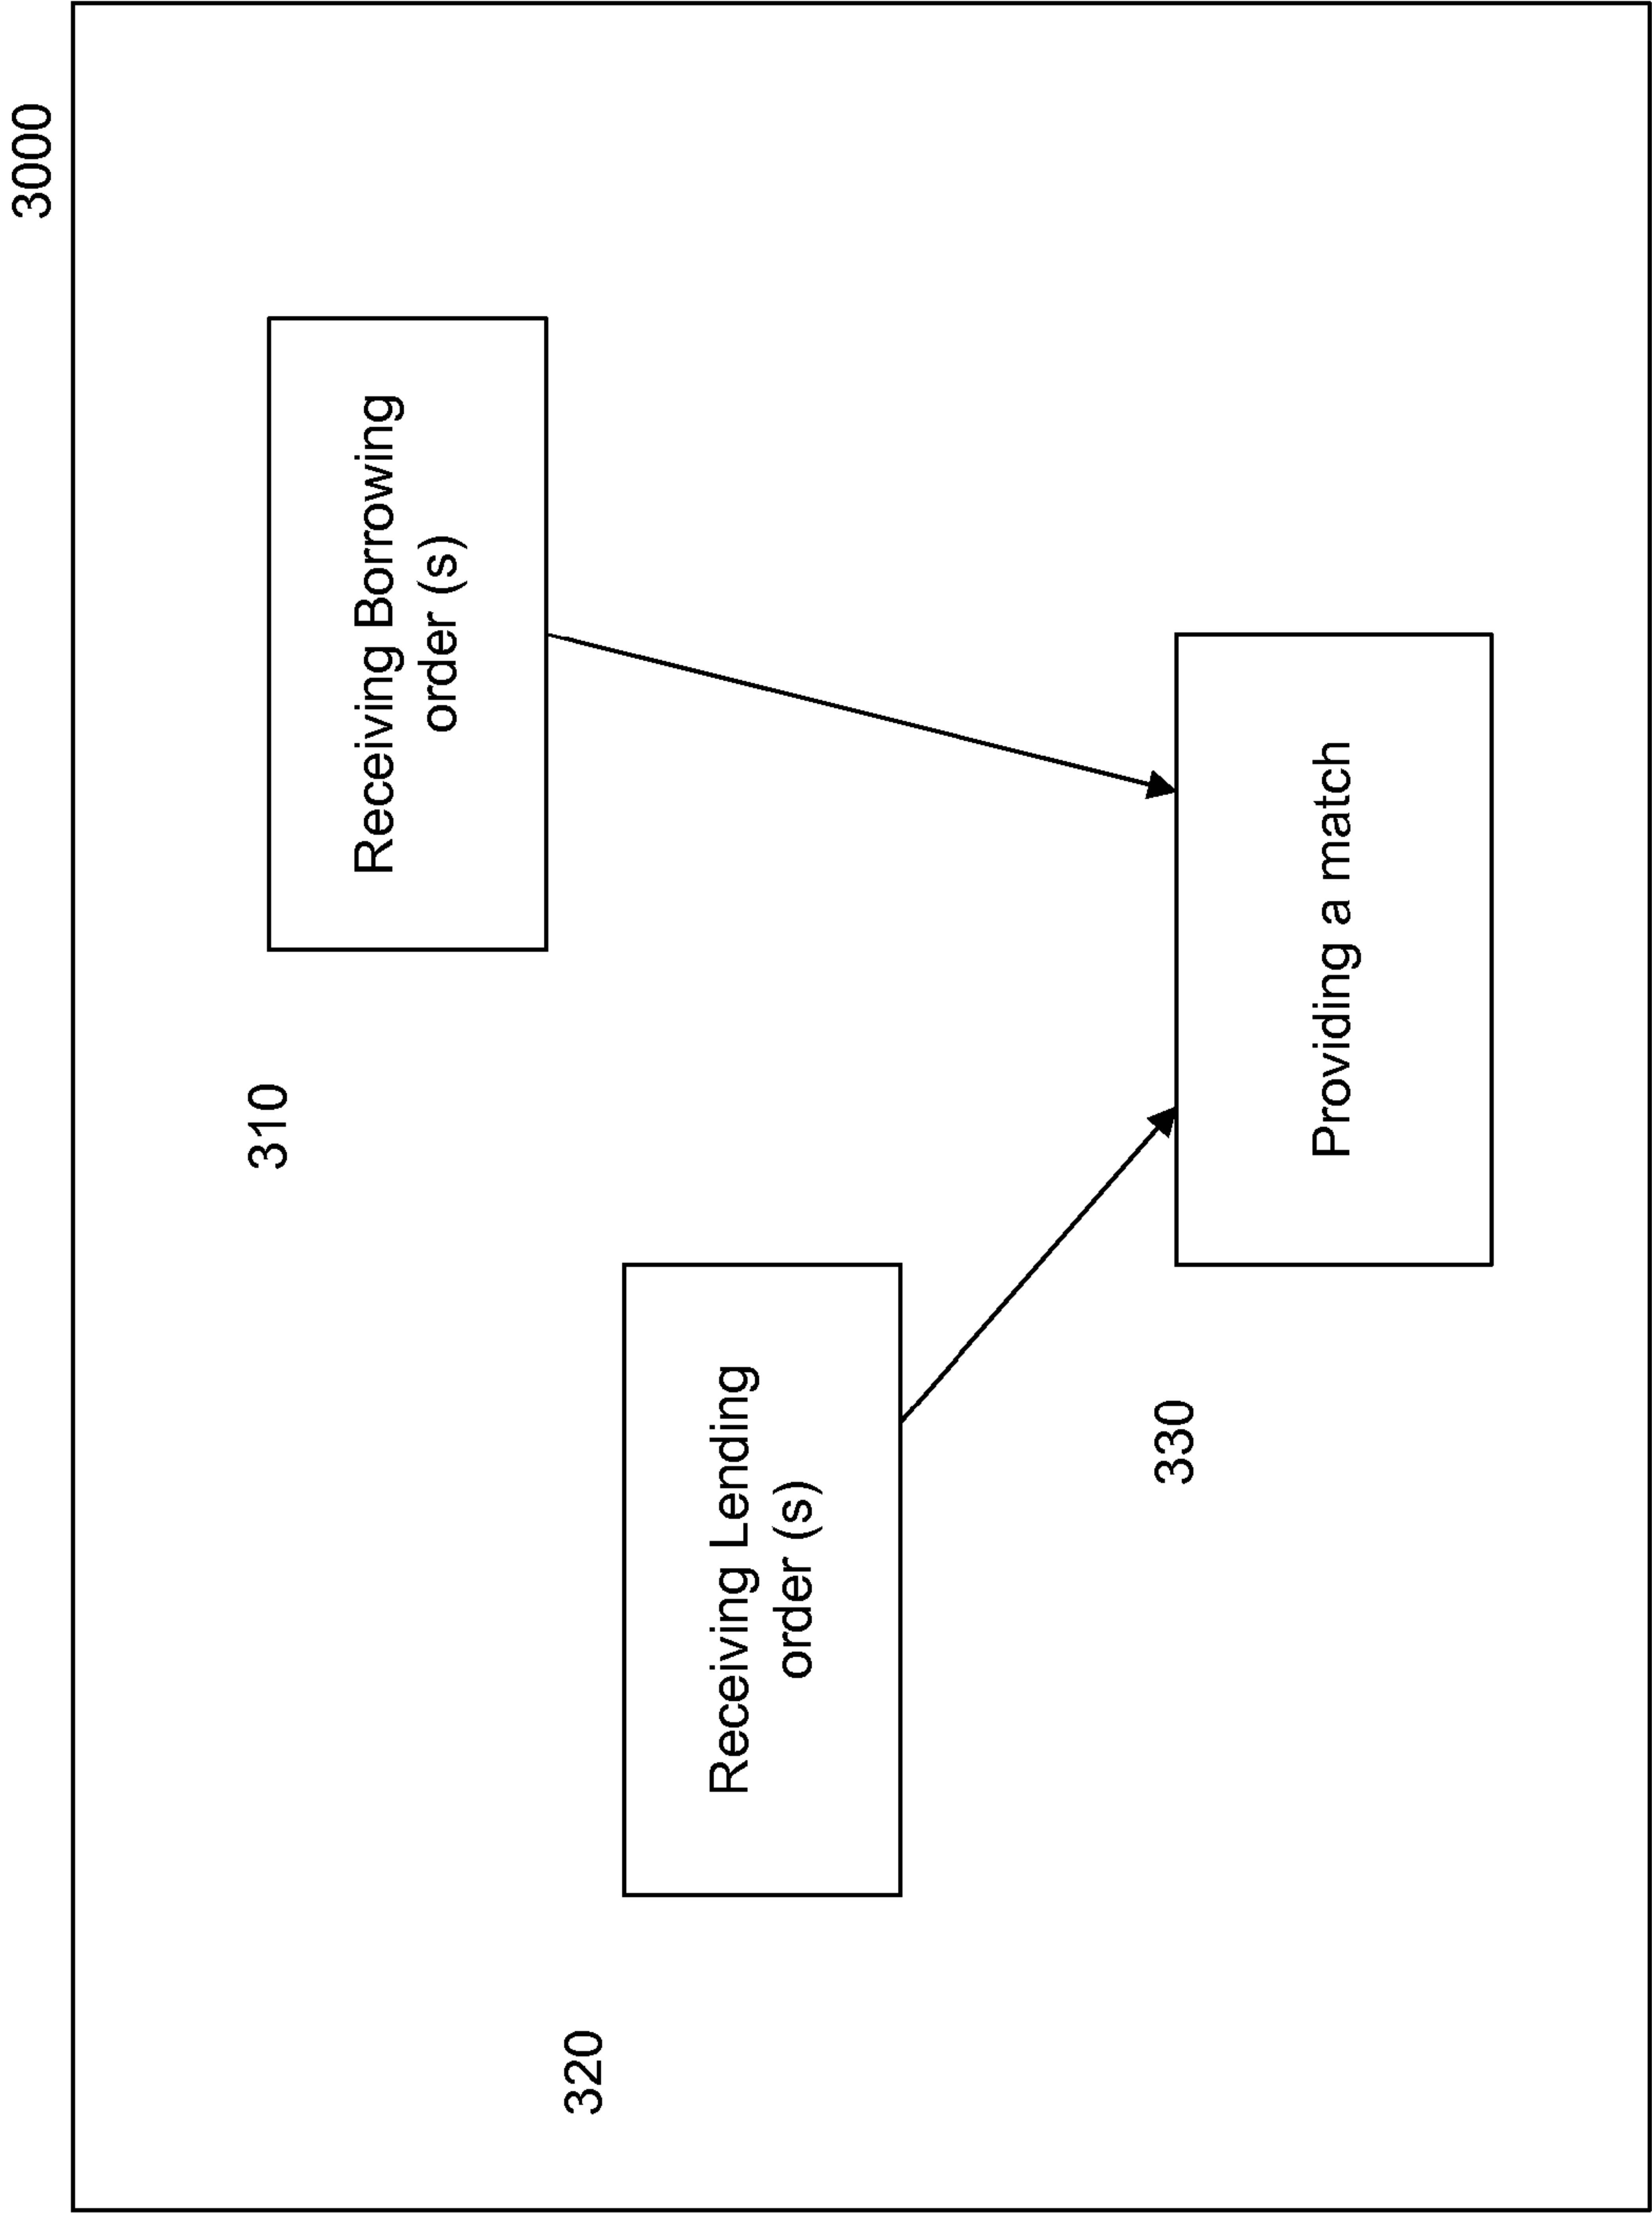 3000
310
Receiving Borrowing
order (s)
320
Receiving Lending
order (s)
330
Providing a match